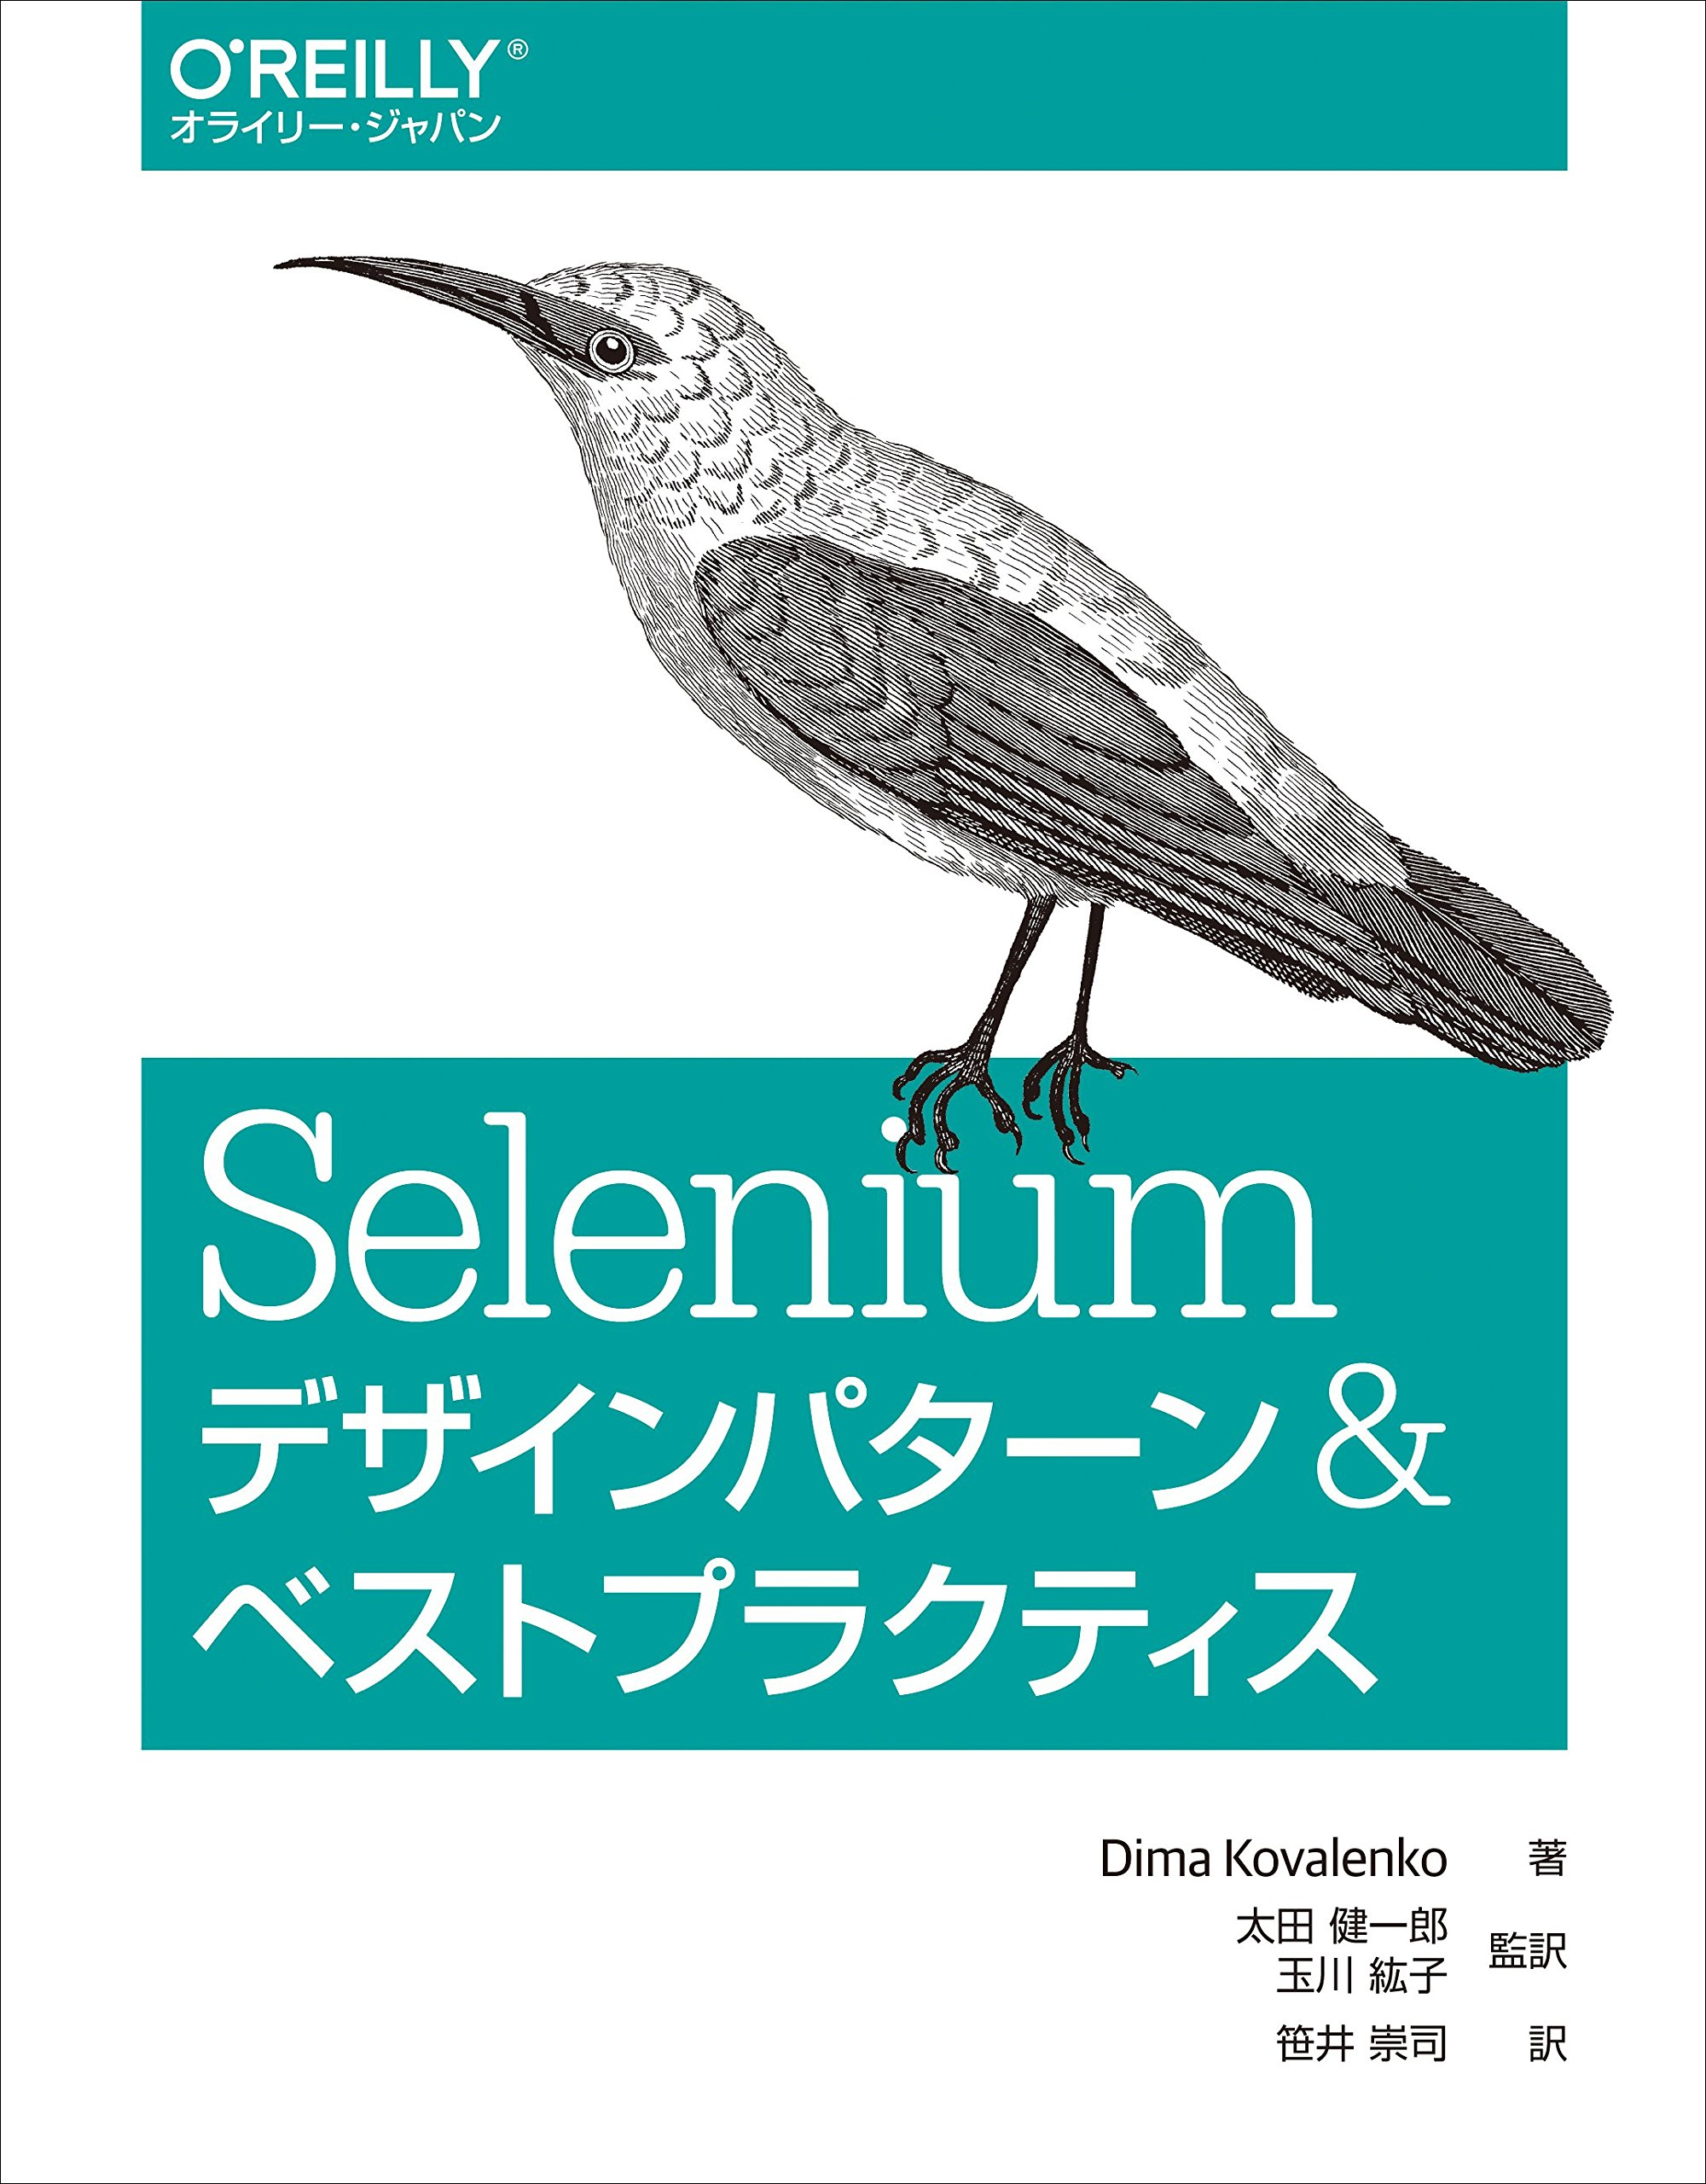 O'REILLY®
オライリー・ジャパン
Selenium
デザインパターン&
ベストプラクティス
Dima Kovalenko 著
太田 健一郎
玉川 紘子 監訳
笹井 崇司 訳